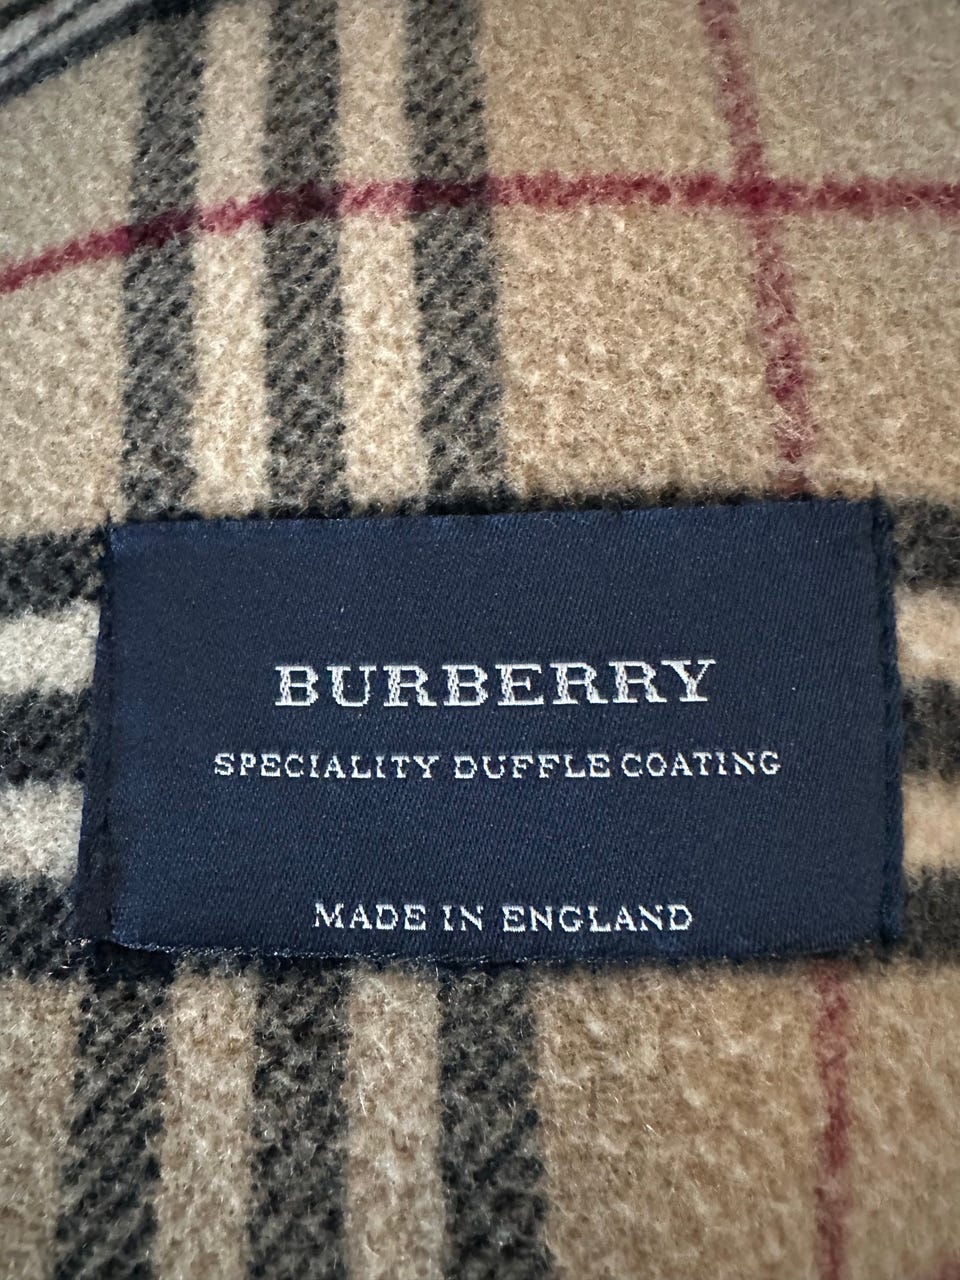 BURBERRY
SPECIALITY DUFFLE COATING
MADE IN ENGLAND